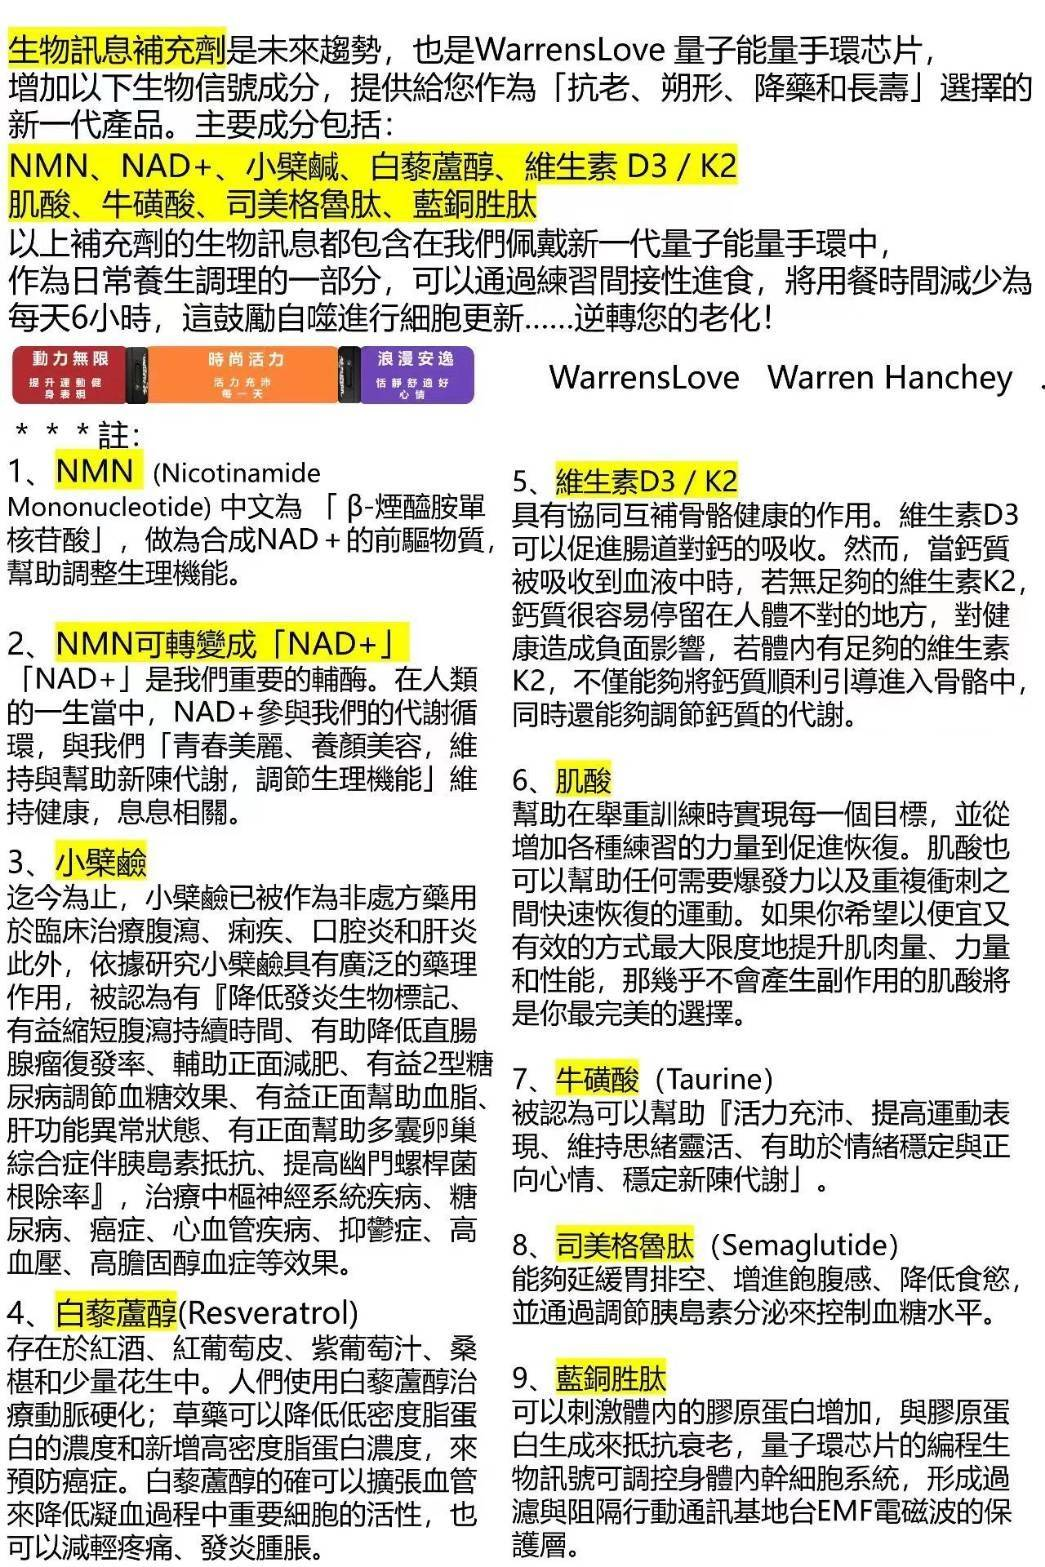 生物訊息補充劑是未來趨勢，也是WarrensLove 量子能量手環芯片，
增加以下生物信號成分，提供給您作為「抗老、朔形、降藥和長壽」選擇的
新一代產品。主要成分包括：
NMN、NAD+、小檗鹹、白藜蘆醇、維生素 D3 / K2
肌酸、牛磺酸、司美格魯肽、藍銅胜肽
以上補充劑的生物訊息都包含在我們佩戴新一代量子能量手環中，
作為日常養生調理的一部分，可以通過練習間接性進食，將用餐時間減少為
每天6小時，這鼓勵自噬進行細胞更新......逆轉您的老化！
動力無限
提升運動健
身表現
時尚活力
活力充沛
每一天
浪漫安逸
恬靜舒適好
心情
WarrensLove Warren Hanchey .
＊＊＊註：
1、NMN (Nicotinamide
Mononucleotide) 中文為 「 β-煙醯胺單
核苷酸」，做為合成NAD＋的前驅物質，
幫助調整生理機能。
2、NMN可轉變成「NAD+」
「NAD+」是我們重要的輔酶。在人類
的一生當中，NAD+參與我們的代謝循
環，與我們「青春美麗、養顏美容，維
持與幫助新陳代謝，調節生理機能」維
持健康，息息相關。
3、小檗鹼
迄今為止，小檗鹼已被作為非處方藥用
於臨床治療腹瀉、痢疾、口腔炎和肝炎
此外，依據研究小檗鹼具有廣泛的藥理
作用，被認為有『降低發炎生物標記、
有益縮短腹瀉持續時間、有助降低直腸
腺瘤復發率、輔助正面減肥、有益2型糖
尿病調節血糖效果、有益正面幫助血脂、
肝功能異常狀態、有正面幫助多囊卵巢
綜合症伴胰島素抵抗、提高幽門螺桿菌
根除率』，治療中樞神經系統疾病、糖
尿病、癌症、心血管疾病、抑鬱症、高
血壓、高膽固醇血症等效果。
4、白藜蘆醇(Resveratrol)
存在於紅酒、紅葡萄皮、紫葡萄汁、桑
椹和少量花生中。人們使用白藜蘆醇治
療動脈硬化；草藥可以降低低密度脂蛋
白的濃度和新增高密度脂蛋白濃度，來
預防癌症。白藜蘆醇的確可以擴張血管
來降低凝血過程中重要細胞的活性，也
可以減輕疼痛、發炎腫脹。
5、維生素D3 / K2
具有協同互補骨骼健康的作用。維生素D3
可以促進腸道對鈣的吸收。然而，當鈣質
被吸收到血液中時，若無足夠的維生素K2，
鈣質很容易停留在人體不對的地方，對健
康造成負面影響，若體內有足夠的維生素
K2，不僅能夠將鈣質順利引導進入骨骼中，
同時還能夠調節鈣質的代謝。
6、肌酸
幫助在舉重訓練時實現每一個目標，並從
增加各種練習的力量到促進恢復。肌酸也
可以幫助任何需要爆發力以及重複衝刺之
間快速恢復的運動。如果你希望以便宜又
有效的方式最大限度地提升肌肉量、力量
和性能，那幾乎不會產生副作用的肌酸將
是你最完美的選擇。
7、牛磺酸（Taurine）
被認為可以幫助『活力充沛、提高運動表
現、維持思緒靈活、有助於情緒穩定與正
向心情、穩定新陳代謝」。
8、司美格魯肽（Semaglutide）
能夠延緩胃排空、增進飽腹感、降低食慾，
並通過調節胰島素分泌來控制血糖水平。
9、藍銅胜肽
可以刺激體內的膠原蛋白增加，與膠原蛋
白生成來抵抗衰老，量子環芯片的編程生
物訊號可調控身體內幹細胞系統，形成過
濾與阻隔行動通訊基地台EMF電磁波的保
護層。